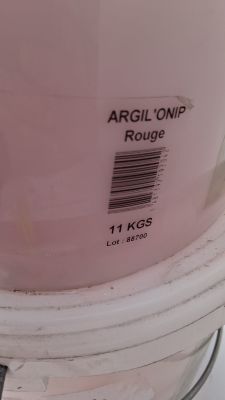 ARGIL'ONIP
Rouge
11 KGS
Lot : 86700